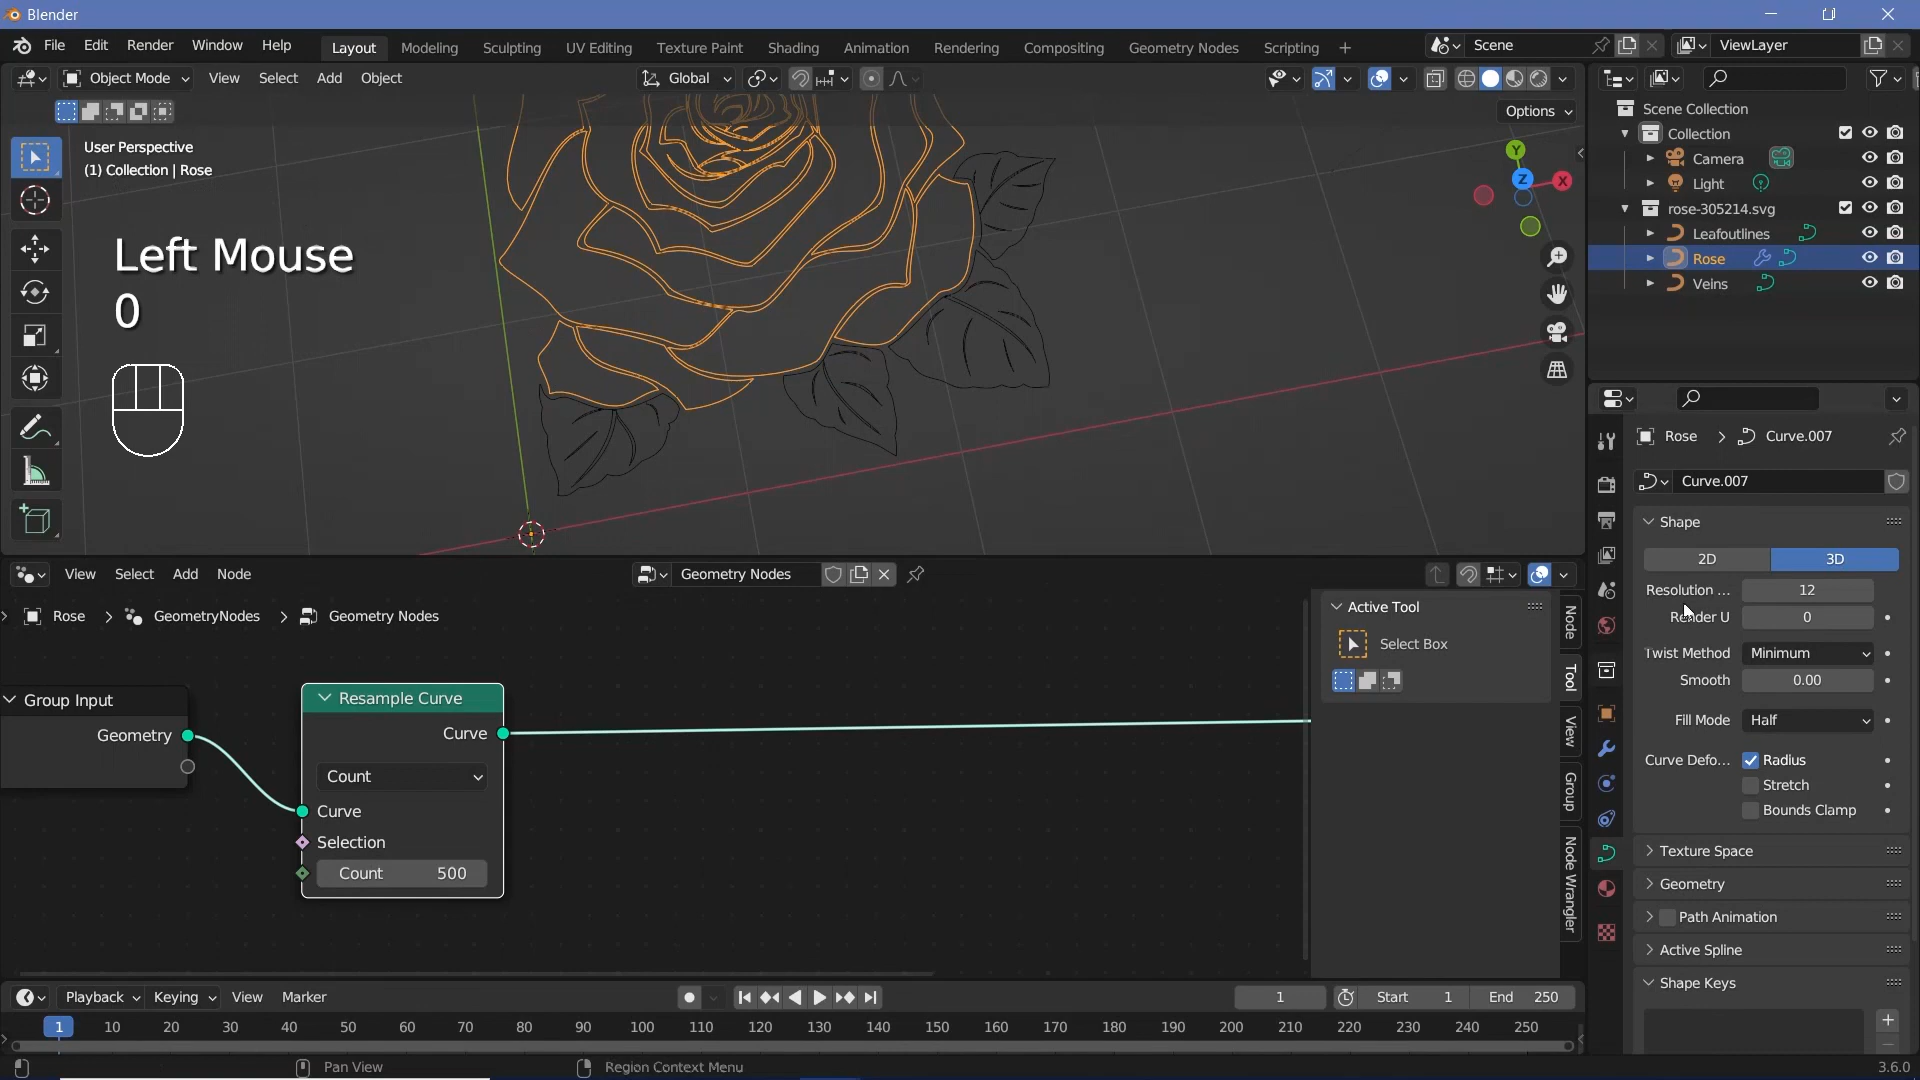 Blender
File Edit Render Window Help Layout Modeling Sculpting UV Editing Texture Paint Shading Animation Rendering Compositing Geometry Nodes Scripting + Scene ViewLayer
Object Mode View Select Add Object Global
Options
User Perspective
(1) Collection | Rose
Left Mouse
0
Y
Z
X
Scene Collection
Collection
Camera
Light
rose-305214.svg
Leafoutlines
Rose
Veins
Rose > Curve.007
Curve.007
Shape
2D 3D
Resolution ... 12
Render U 0
Twist Method Minimum
Smooth 0.00
Fill Mode Half
Curve Defo... Radius
Stretch
Bounds Clamp
Texture Space
Geometry
Path Animation
Active Spline
Shape Keys
View Select Add Node Geometry Nodes
Rose > GeometryNodes > Geometry Nodes
Group Input
Geometry
Resample Curve
Curve
Count
Curve
Selection
Count 500
Active Tool
Select Box
Node
Tool
View
Group
Node Wrangler
Playback Keying View Marker 1 Start 1 End 250
1 10 20 30 40 50 60 70 80 90 100 110 120 130 140 150 160 170 180 190 200 210 220 230 240 250
Pan View Region Context Menu 3.6.0